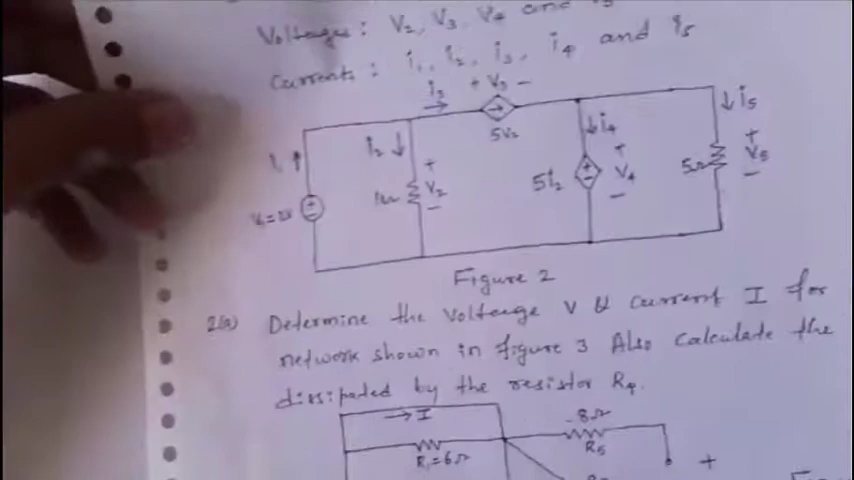 Voltages: V2, V3, V4 and
Currents: i1, i2, i3, i4 and i5
i3 + V3 -
5V2
i2
+
V2
-
1Ω
i4
5i2
+
V4
-
i5
5Ω
+
V5
-
Figure 2
2(a) Determine the voltage V & current I for
network shown in figure 3 Also calculate the
dissipated by the resistor R4.
→ I
R1=6Ω
8Ω
R5
+